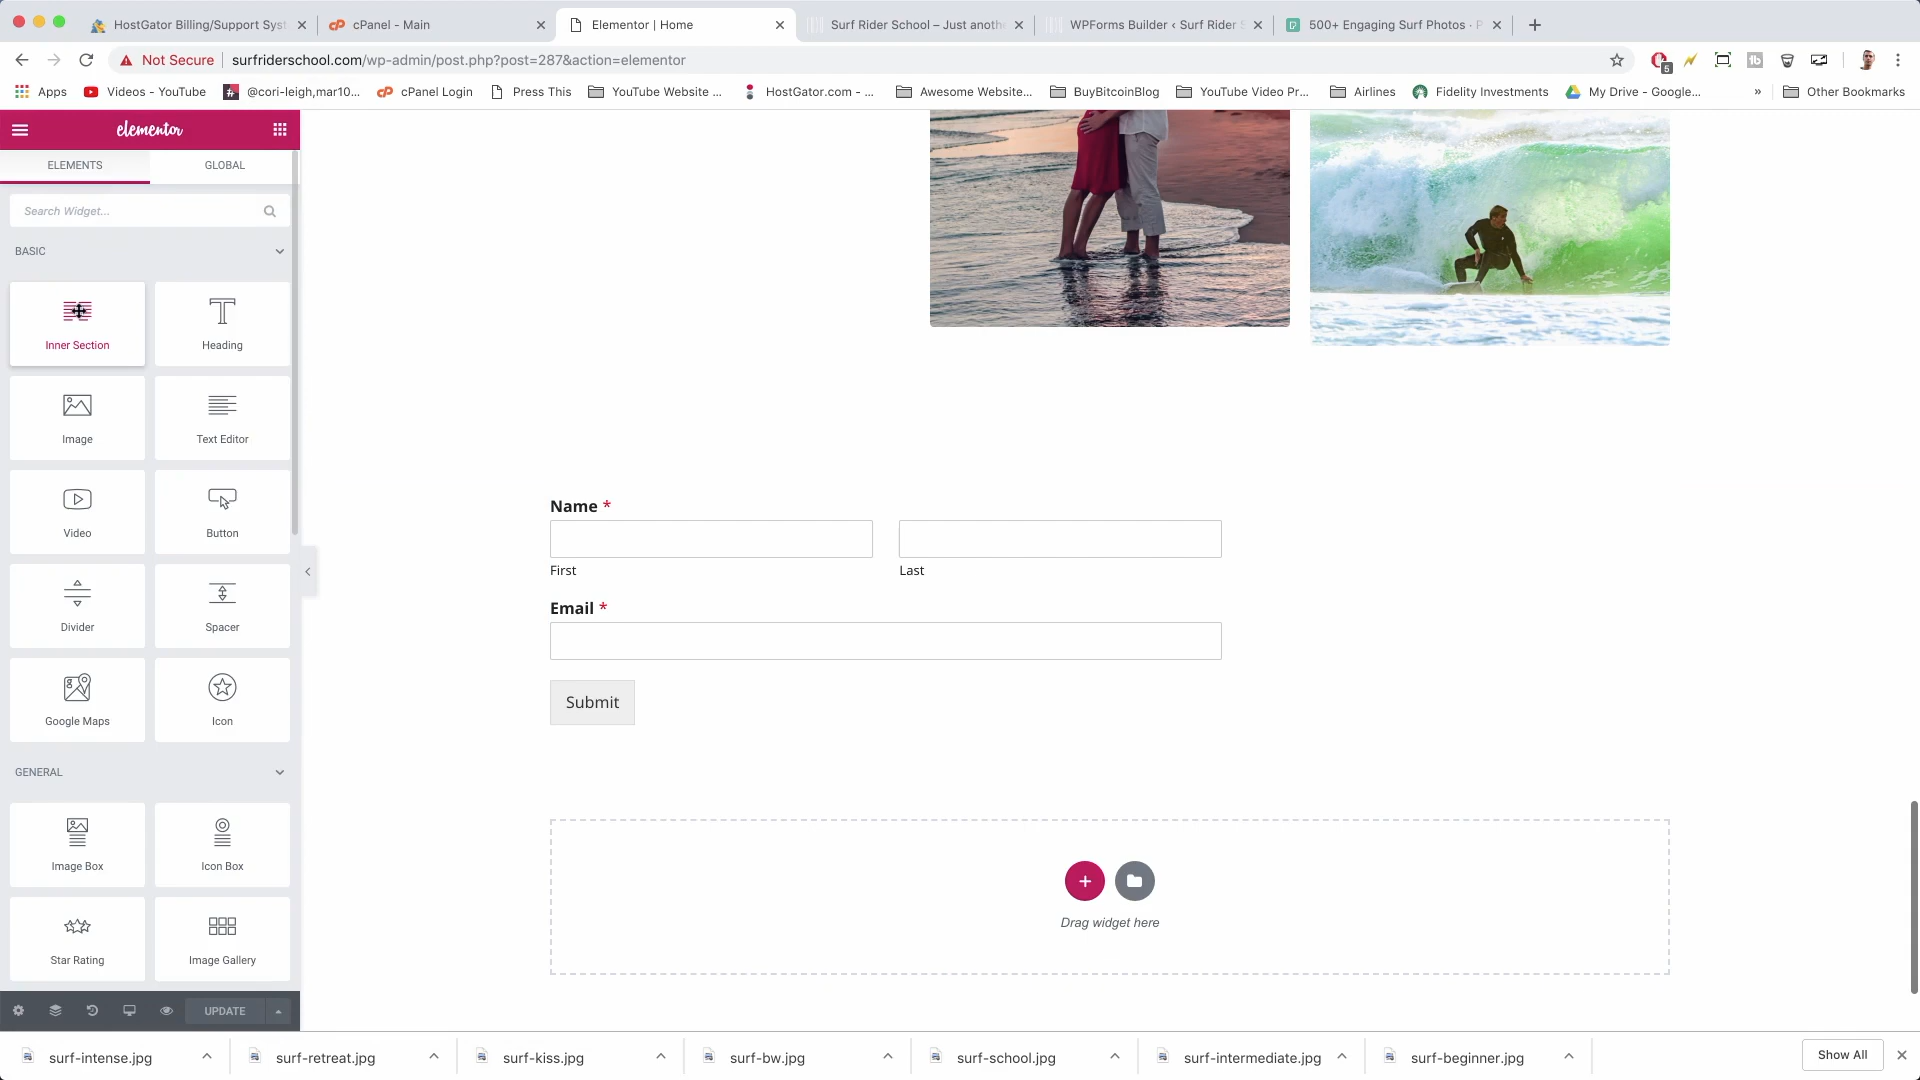 HostGator Billing/Support Syst
cPanel - Main
Elementor | Home
Surf Rider School – Just anothe
WPForms Builder ‹ Surf Rider S
500+ Engaging Surf Photos · P
Not Secure
surfriderschool.com/wp-admin/post.php?post=287&action=elementor
5
Apps
Videos - YouTube
@cori-leigh,mar10...
cPanel Login
Press This
YouTube Website ...
HostGator.com - ...
Awesome Website...
BuyBitcoinBlog
YouTube Video Pr...
Airlines
Fidelity Investments
My Drive - Google...
»
Other Bookmarks
elementor
ELEMENTS
GLOBAL
Search Widget...
BASIC
Inner Section
Heading
Image
Text Editor
Video
Button
Divider
Spacer
Google Maps
Icon
GENERAL
Image Box
Icon Box
Star Rating
Image Gallery
UPDATE
Name *
First
Last
Email *
Submit
Drag widget here
surf-intense.jpg
surf-retreat.jpg
surf-kiss.jpg
surf-bw.jpg
surf-school.jpg
surf-intermediate.jpg
surf-beginner.jpg
Show All